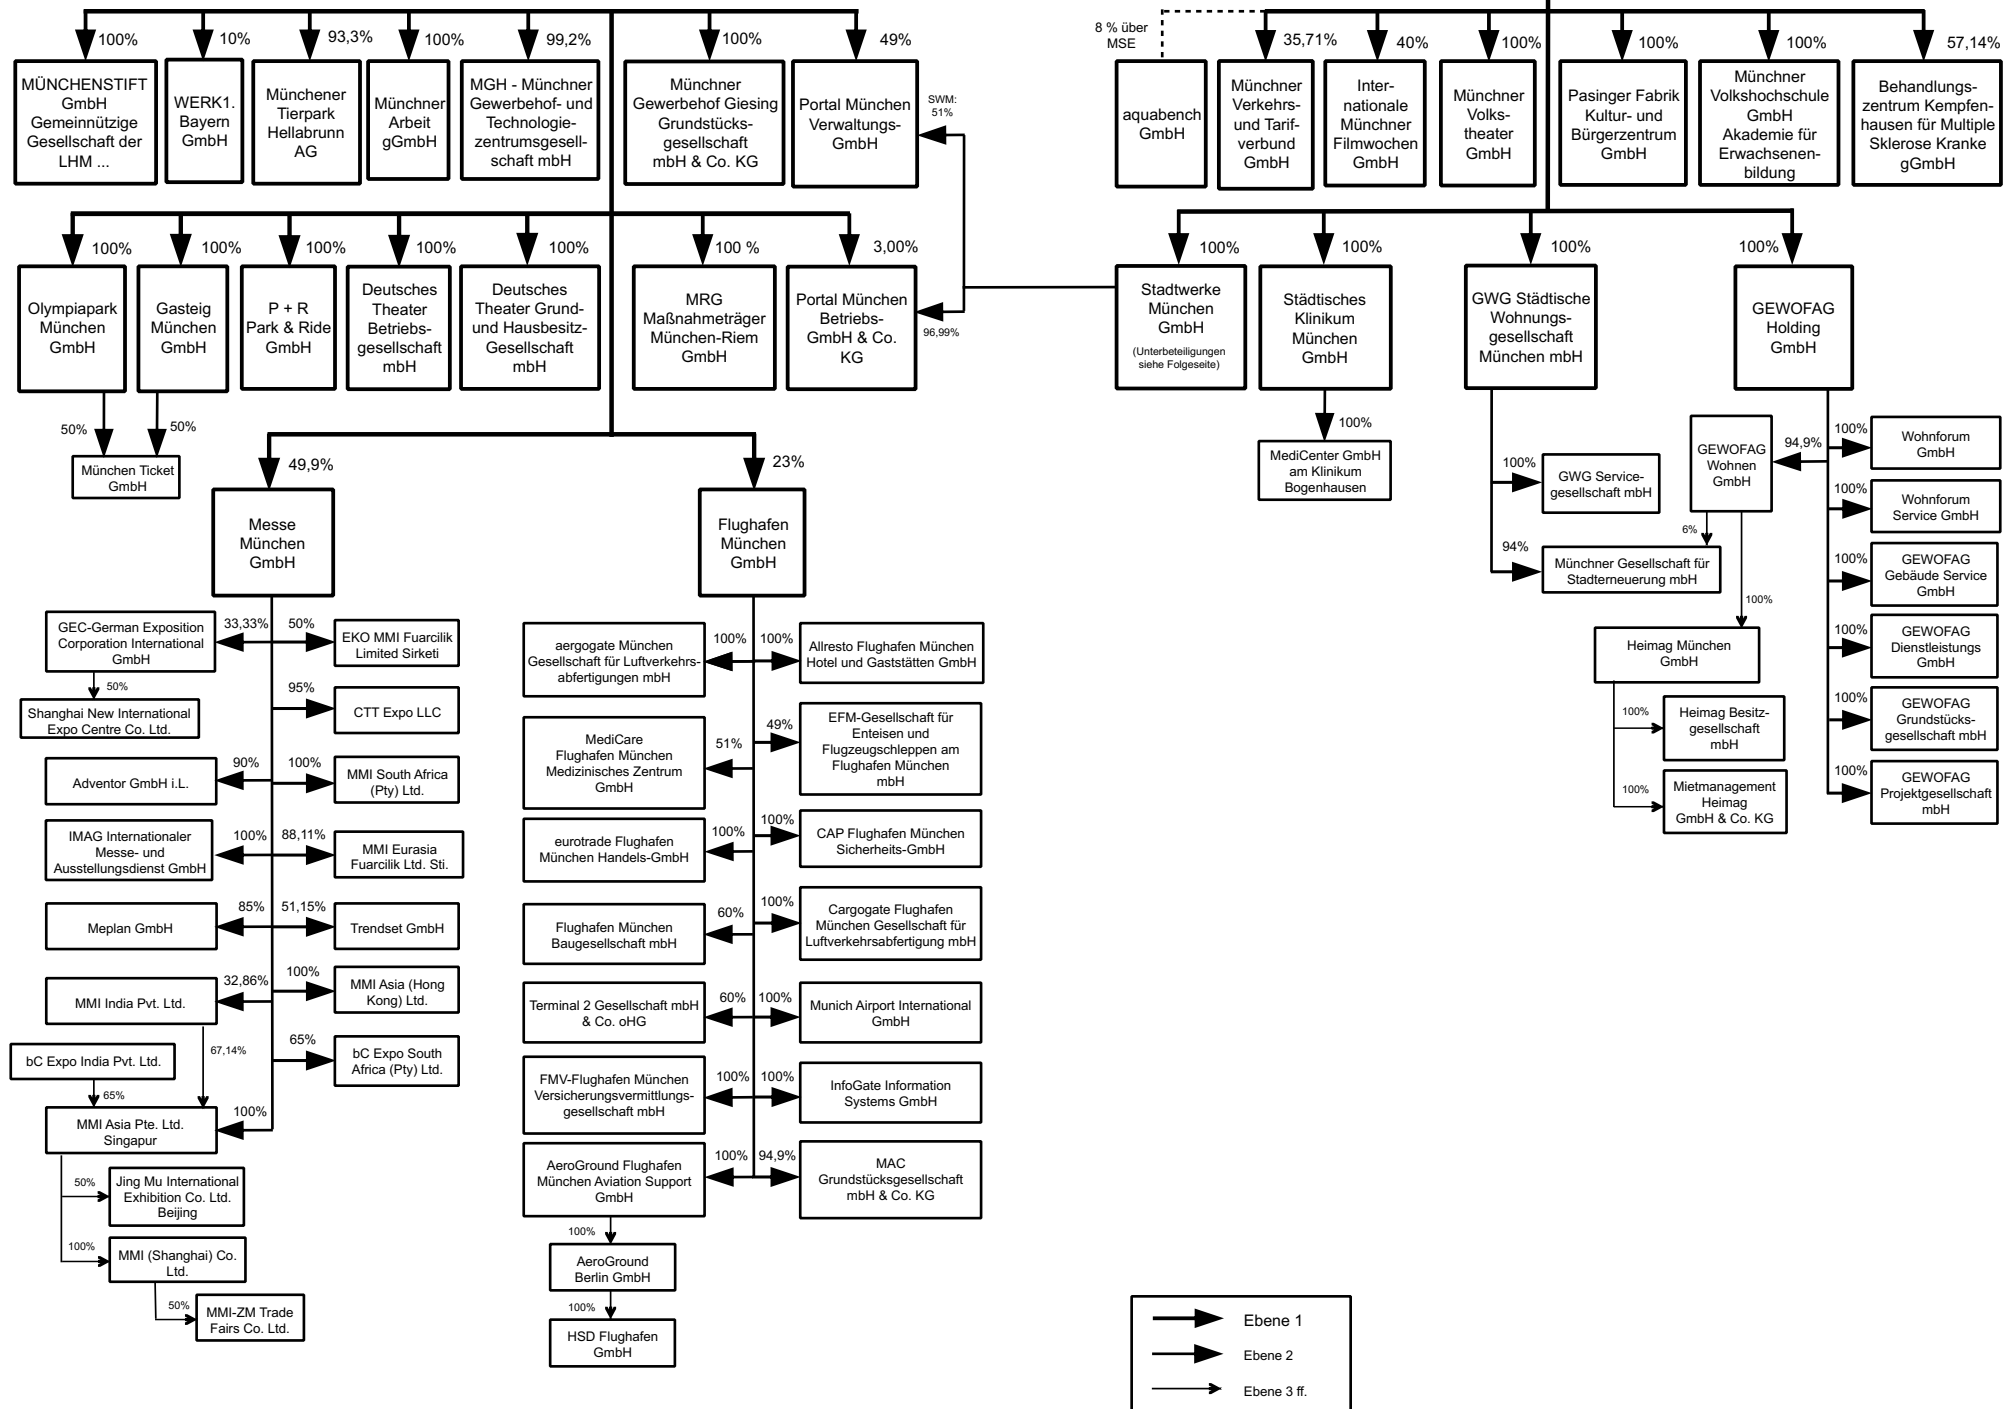 100%
10%
93,3%
100%
99,2%
100%
49%
MÜNCHENSTIFT
GmbH
Gemeinnützige
Gesellschaft der
LHM ...
WERK1.
Bayern
GmbH
Münchener
Tierpark
Hellabrunn
AG
Münchner
Arbeit
gGmbH
MGH - Münchner
Gewerbehof- und
Technologie-
zentrumsgesell-
schaft mbH
Münchner
Gewerbehof Giesing
Grundstücks-
gesellschaft
mbH & Co. KG
Portal München
Verwaltungs-
GmbH
SWM:
51%
8 % über
MSE
35,71%
40%
100%
100%
100%
57,14%
aquabench
GmbH
Münchner
Verkehrs-
und Tarif-
verbund
GmbH
Inter-
nationale
Münchner
Filmwochen
GmbH
Münchner
Volks-
theater
GmbH
Pasinger Fabrik
Kultur- und
Bürgerzentrum
GmbH
Münchner
Volkshochschule
GmbH
Akademie für
Erwachsenen-
bildung
Behandlungs-
zentrum Kempfen-
hausen für Multiple
Sklerose Kranke
gGmbH
100%
100%
100%
100%
100%
100 %
3,00%
Olympiapark
München
GmbH
Gasteig
München
GmbH
P + R
Park & Ride
GmbH
Deutsches
Theater
Betriebs-
gesellschaft
mbH
Deutsches
Theater Grund-
und Hausbesitz-
Gesellschaft
mbH
MRG
Maßnahmeträger
München-Riem
GmbH
Portal München
Betriebs-
GmbH & Co.
KG
96,99%
100%
100%
100%
100%
Stadtwerke
München
GmbH
(Unterbeteiligungen
siehe Folgeseite)
Städtisches
Klinikum
München
GmbH
GWG Städtische
Wohnungs-
gesellschaft
München mbH
GEWOFAG
Holding
GmbH
50%
50%
München Ticket
GmbH
49,9%
23%
Messe
München
GmbH
Flughafen
München
GmbH
100%
MediCenter GmbH
am Klinikum
Bogenhausen
100%
GWG Service-
gesellschaft mbH
94%
Münchner Gesellschaft für
Stadterneuerung mbH
GEWOFAG
Wohnen
GmbH
94,9%
6%
100%
Heimag München
GmbH
100%
Heimag Besitz-
gesellschaft
mbH
100%
Mietmanagement
Heimag
GmbH & Co. KG
100%
Wohnforum
GmbH
100%
Wohnforum
Service GmbH
100%
GEWOFAG
Gebäude Service
GmbH
100%
GEWOFAG
Dienstleistungs
GmbH
100%
GEWOFAG
Grundstücks-
gesellschaft mbH
100%
GEWOFAG
Projektgesellschaft
mbH
GEC-German Exposition
Corporation International
GmbH
33,33%
50%
EKO MMI Fuarcilik
Limited Sirketi
50%
Shanghai New International
Expo Centre Co. Ltd.
95%
CTT Expo LLC
Adventor GmbH i.L.
90%
100%
MMI South Africa
(Pty) Ltd.
IMAG Internationaler
Messe- und
Ausstellungsdienst GmbH
100%
88,11%
MMI Eurasia
Fuarcilik Ltd. Sti.
Meplan GmbH
85%
51,15%
Trendset GmbH
MMI India Pvt. Ltd.
32,86%
100%
MMI Asia (Hong
Kong) Ltd.
67,14%
65%
bC Expo South
Africa (Pty) Ltd.
bC Expo India Pvt. Ltd.
65%
MMI Asia Pte. Ltd.
Singapur
100%
50%
Jing Mu International
Exhibition Co. Ltd.
Beijing
100%
MMI (Shanghai) Co.
Ltd.
50%
MMI-ZM Trade
Fairs Co. Ltd.
aergogate München
Gesellschaft für Luftverkehrs-
abfertigungen mbH
100%
100%
Allresto Flughafen München
Hotel und Gaststätten GmbH
MediCare
Flughafen München
Medizinisches Zentrum
GmbH
51%
49%
EFM-Gesellschaft für
Enteisen und
Flugzeugschleppen am
Flughafen München
mbH
eurotrade Flughafen
München Handels-GmbH
100%
100%
CAP Flughafen München
Sicherheits-GmbH
Flughafen München
Baugesellschaft mbH
60%
100%
Cargogate Flughafen
München Gesellschaft für
Luftverkehrsabfertigung mbH
Terminal 2 Gesellschaft mbH
& Co. oHG
60%
100%
Munich Airport International
GmbH
FMV-Flughafen München
Versicherungsvermittlungs-
gesellschaft mbH
100%
100%
InfoGate Information
Systems GmbH
AeroGround Flughafen
München Aviation Support
GmbH
100%
94,9%
MAC
Grundstücksgesellschaft
mbH & Co. KG
100%
AeroGround
Berlin GmbH
100%
HSD Flughafen
GmbH
Ebene 1
Ebene 2
Ebene 3 ff.